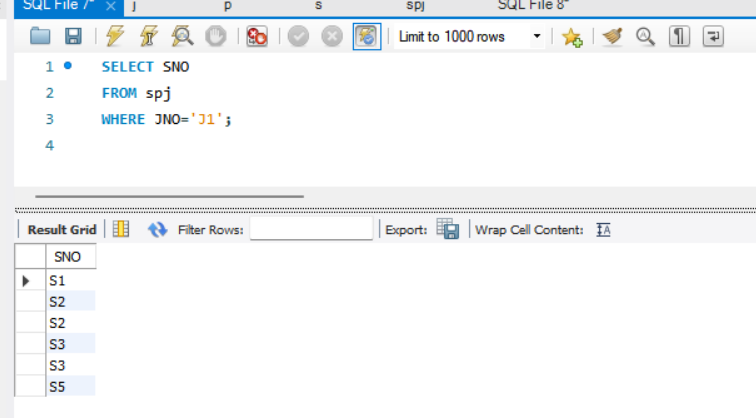 SQL File 7* × j p s spj SQL File 8*
Limit to 1000 rows
1 SELECT SNO
2 FROM spj
3 WHERE JNO='J1';
4
Result Grid Filter Rows: Export: Wrap Cell Content:
SNO
S1
S2
S2
S3
S3
S5